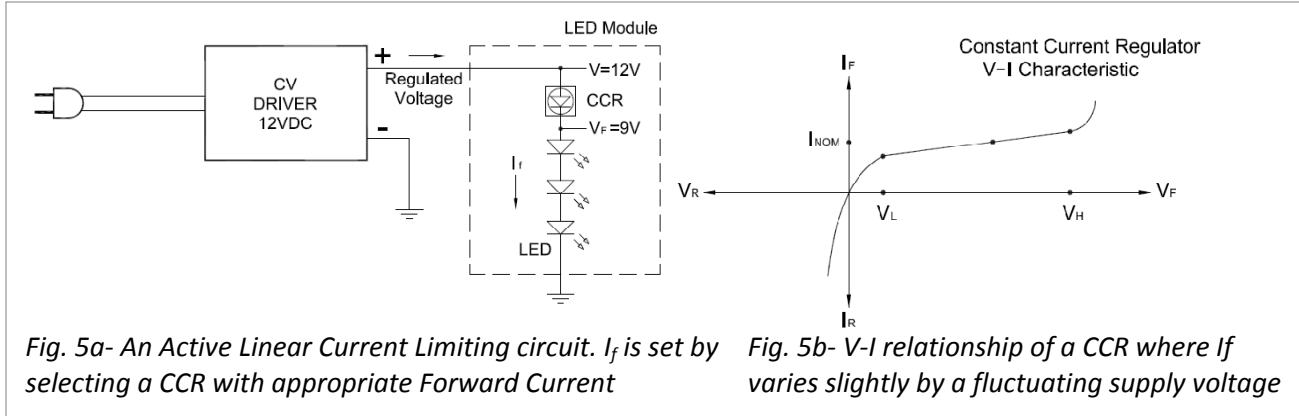 LED Module
+
Regulated
Voltage
CV
DRIVER
12VDC
-
V=12V
CCR
VF=9V
If
LED
Constant Current Regulator
V-I Characteristic
IF
INOM
VR
VF
VL
VH
IR
Fig. 5a- An Active Linear Current Limiting circuit. If is set by
selecting a CCR with appropriate Forward Current
Fig. 5b- V-I relationship of a CCR where If
varies slightly by a fluctuating supply voltage